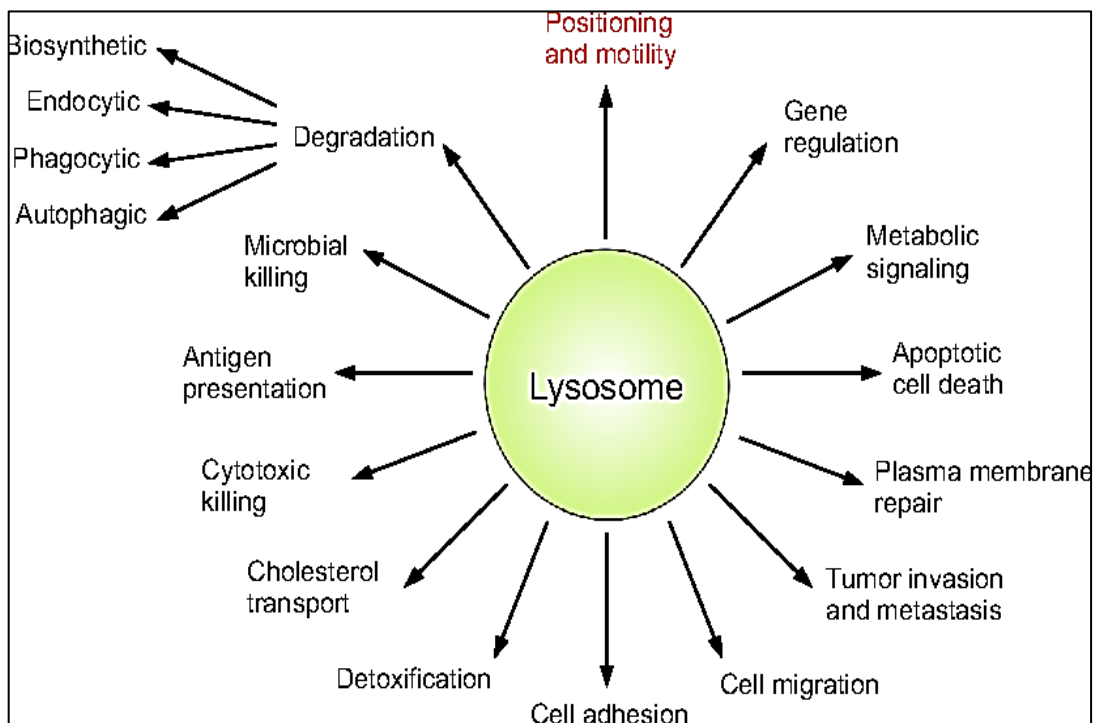 Positioning
and motility
Biosynthetic
Endocytic
Phagocytic
Autophagic
Degradation
Gene
regulation
Microbial
killing
Metabolic
signaling
Antigen
presentation
Lysosome
Apoptotic
cell death
Cytotoxic
killing
Plasma membrane
repair
Cholesterol
transport
Tumor invasion
and metastasis
Detoxification
Cell adhesion
Cell migration